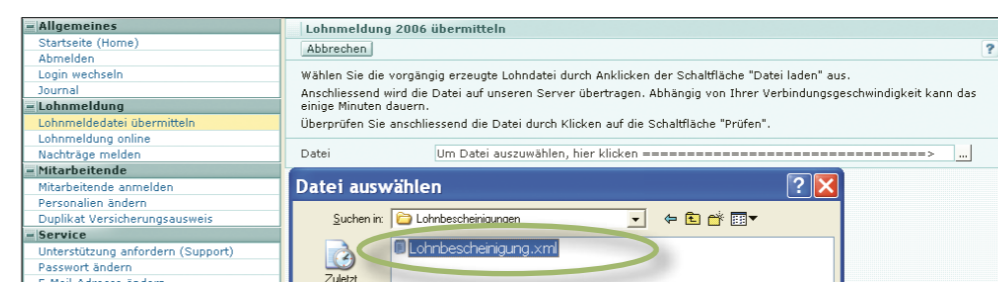 Allgemeines
Startseite (Home)
Abmelden
Login wechseln
Journal
Lohnmeldung
Lohnmeldedatei übermitteln
Lohnmeldung online
Nachträge melden
Mitarbeitende
Mitarbeitende anmelden
Personalien ändern
Duplikat Versicherungsausweis
Service
Unterstützung anfordern (Support)
Passwort ändern
E-Mail Adresse ändern
Lohnmeldung 2006 übermitteln
Abbrechen
?
Wählen Sie die vorgängig erzeugte Lohndatei durch Anklicken der Schaltfläche "Datei laden" aus.
Anschliessend wird die Datei auf unseren Server übertragen. Abhängig von Ihrer Verbindungsgeschwindigkeit kann das
einige Minuten dauern.
Überprüfen Sie anschliessend die Datei durch Klicken auf die Schaltfläche "Prüfen".
Datei Um Datei auszuwählen, hier klicken ================================> ...
Datei auswählen ?
Suchen in: Lohnbescheinigungen
Lohnbescheinigung.xml
Zuletzt